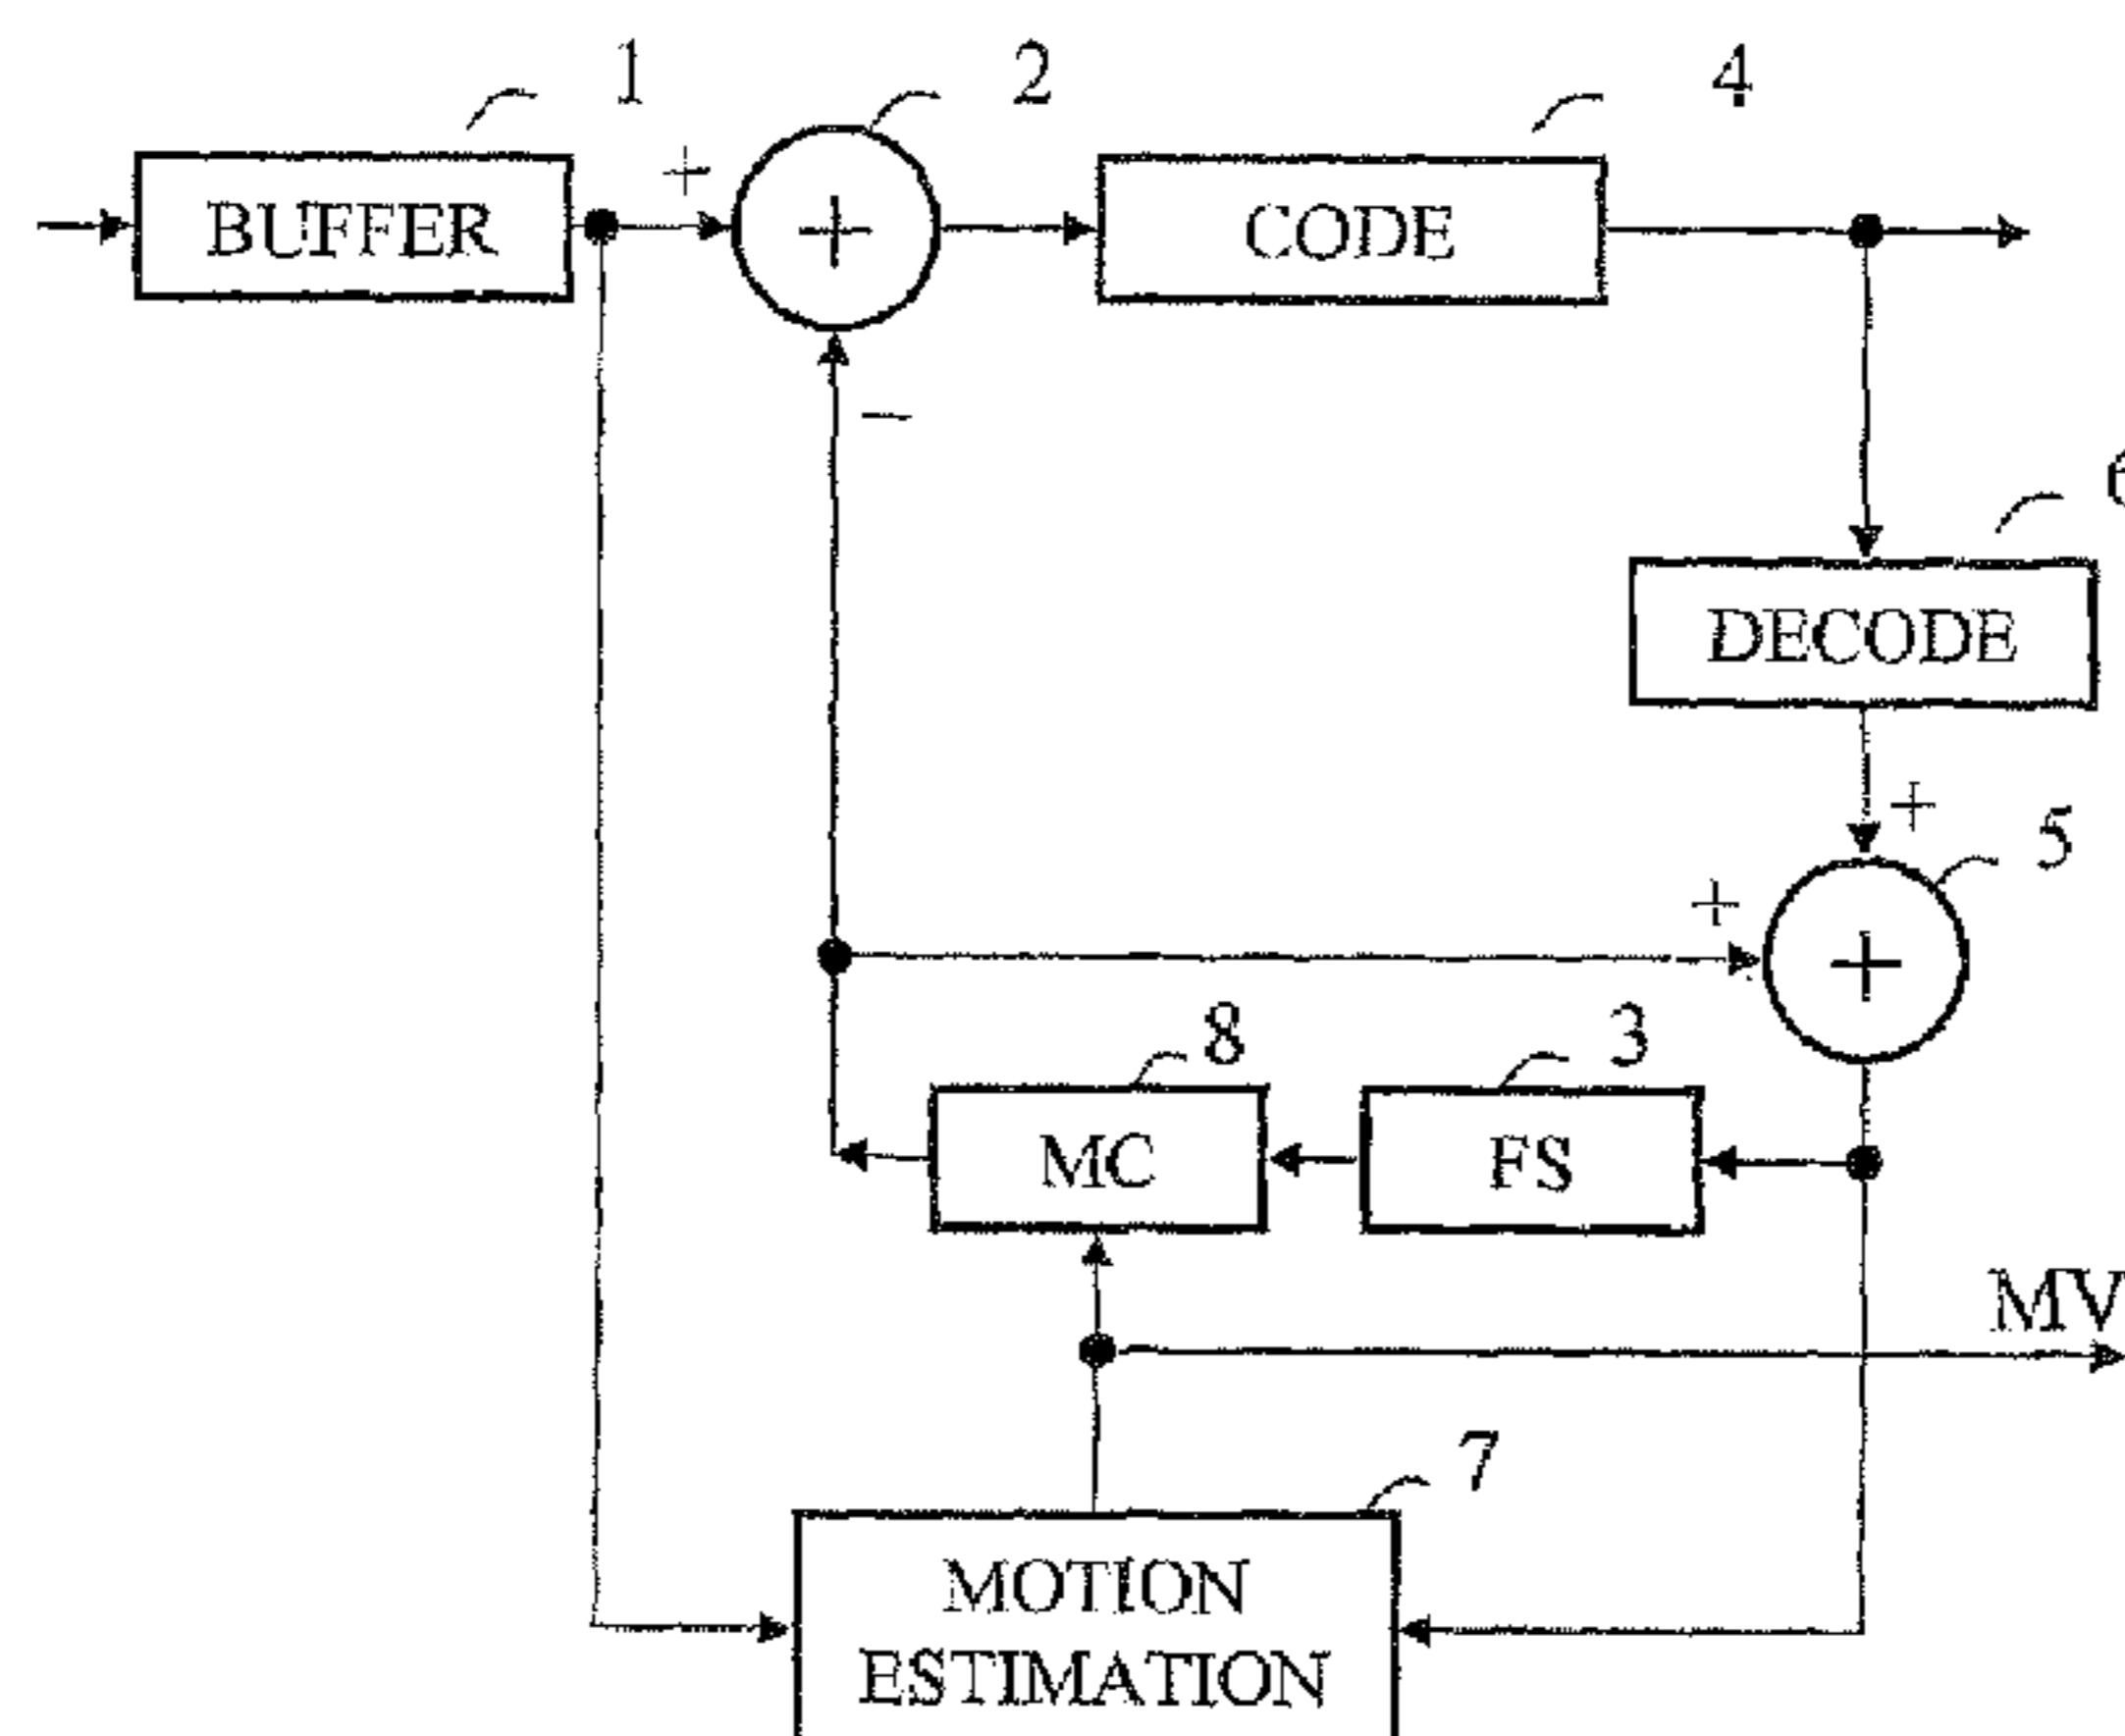 1
2
4
+
BUFFER
+
CODE
−
6
DECODE
+
5
+
+
8
3
MC
FS
MV
7
MOTION
ESTIMATION